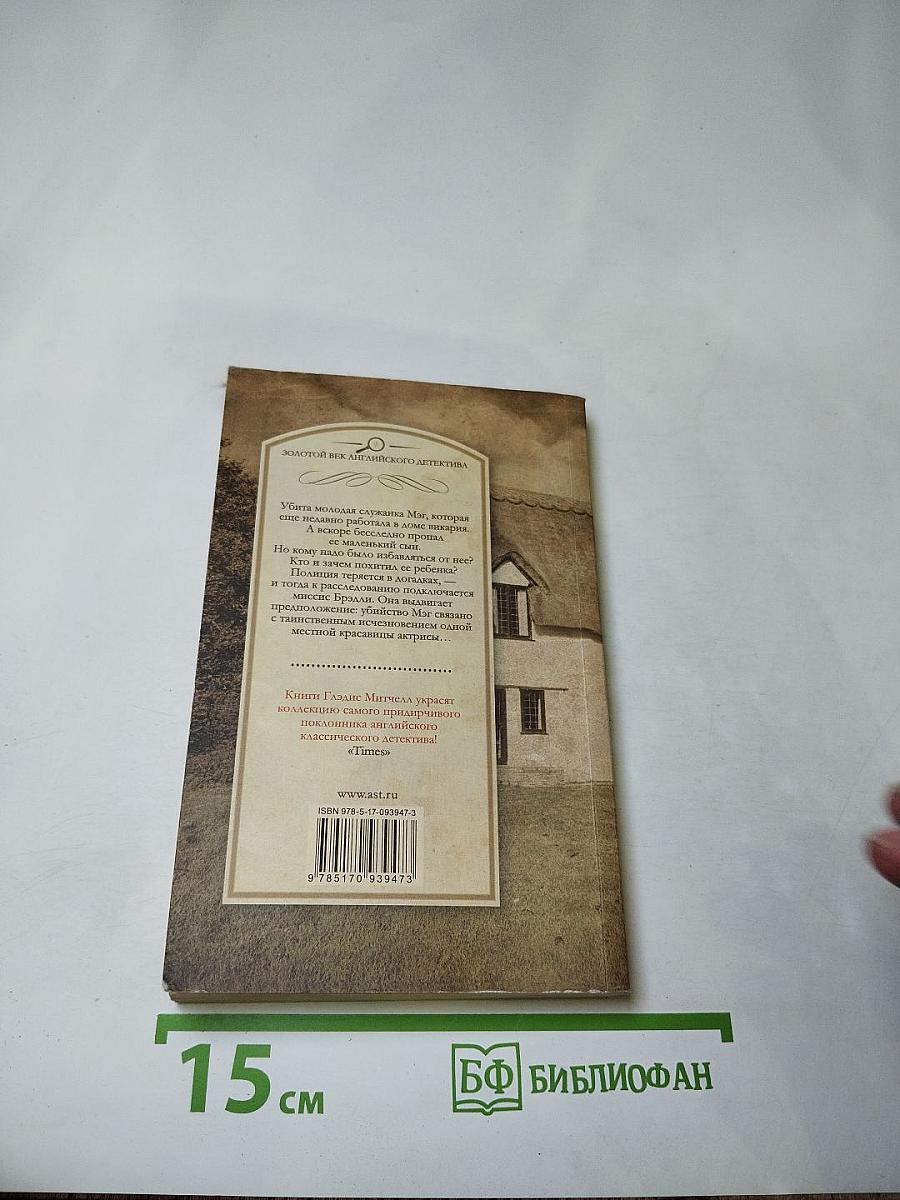 ЗОЛОТОЙ ВЕК АНГЛИЙСКОГО ДЕТЕКТИВА
Убита молодая служанка Мэг, которая
еще недавно работала в доме викария.
А вскоре бесследно пропал
ее маленький сын.
Но кому надо было избавляться от нее?
Кто и зачем похитил ее ребенка?
Полиция теряется в догадках, —
и тогда к расследованию подключается
миссис Брэдли. Она выдвигает
предположение: убийство Мэг связано
с таинственным исчезновением одной
местной красавицы актрисы…
Книги Глэдис Митчелл украсят
коллекцию самого придирчивого
поклонника английского
классического детектива!
«Times»
www.ast.ru
ISBN 978-5-17-093947-3
9 785170 939473
15 см
БФ БИБЛИОФАН